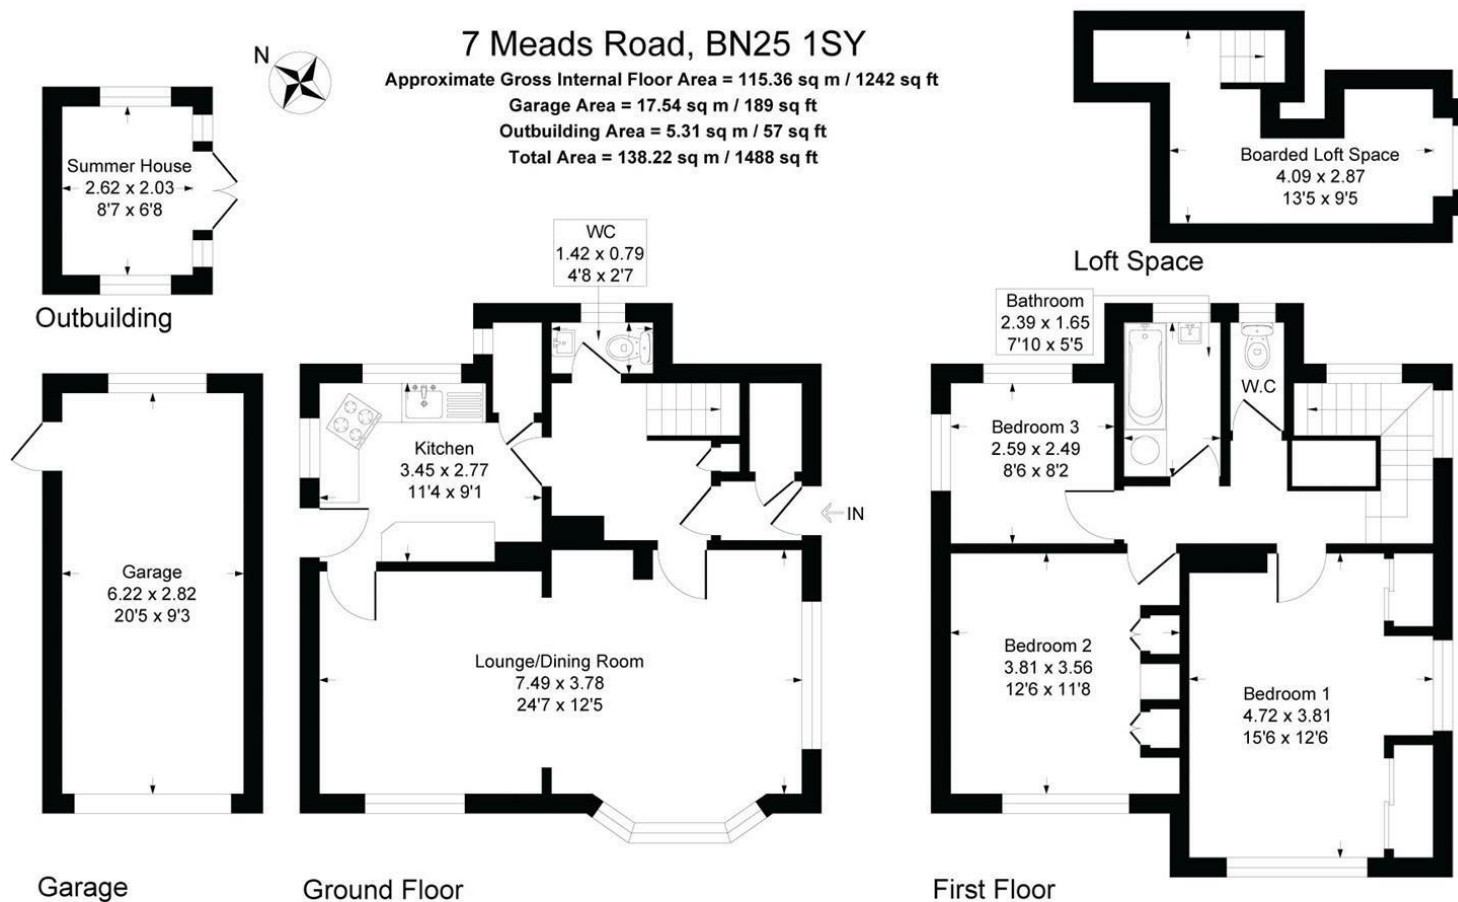 7 Meads Road, BN25 1SY
Approximate Gross Internal Floor Area = 115.36 sq m / 1242 sq ft
Garage Area = 17.54 sq m / 189 sq ft
Outbuilding Area = 5.31 sq m / 57 sq ft
Total Area = 138.22 sq m / 1488 sq ft
N
Summer House
2.62 x 2.03
8'7 x 6'8
Outbuilding
Boarded Loft Space
4.09 x 2.87
13'5 x 9'5
Loft Space
Garage
6.22 x 2.82
20'5 x 9'3
Garage
WC
1.42 x 0.79
4'8 x 2'7
Kitchen
3.45 x 2.77
11'4 x 9'1
IN
Lounge/Dining Room
7.49 x 3.78
24'7 x 12'5
Ground Floor
Bathroom
2.39 x 1.65
7'10 x 5'5
W.C
Bedroom 3
2.59 x 2.49
8'6 x 8'2
Bedroom 2
3.81 x 3.56
12'6 x 11'8
Bedroom 1
4.72 x 3.81
15'6 x 12'6
First Floor